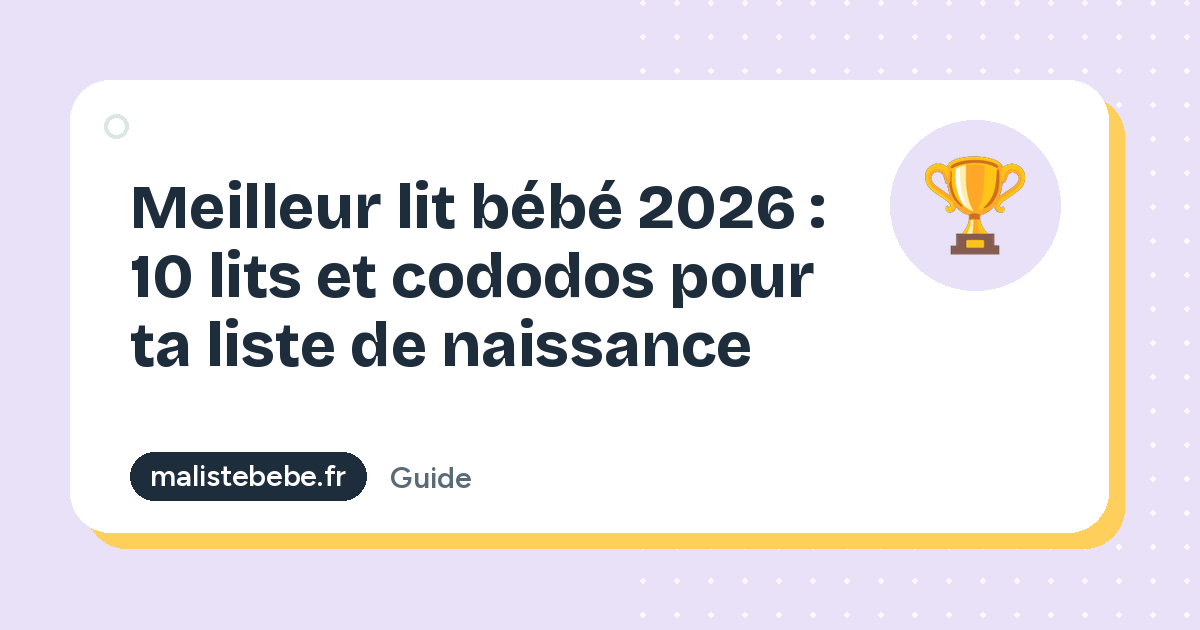 Meilleur lit bébé 2026 :
10 lits et cododos pour
ta liste de naissance
malistebebe.fr
Guide